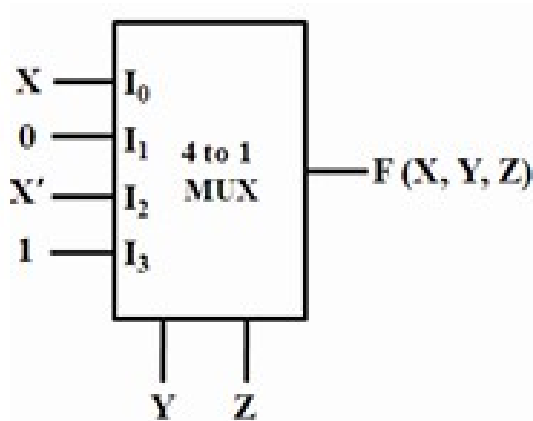 X I₀
0 I₁
X′ I₂
1 I₃
4 to 1
MUX
F (X, Y, Z)
Y Z